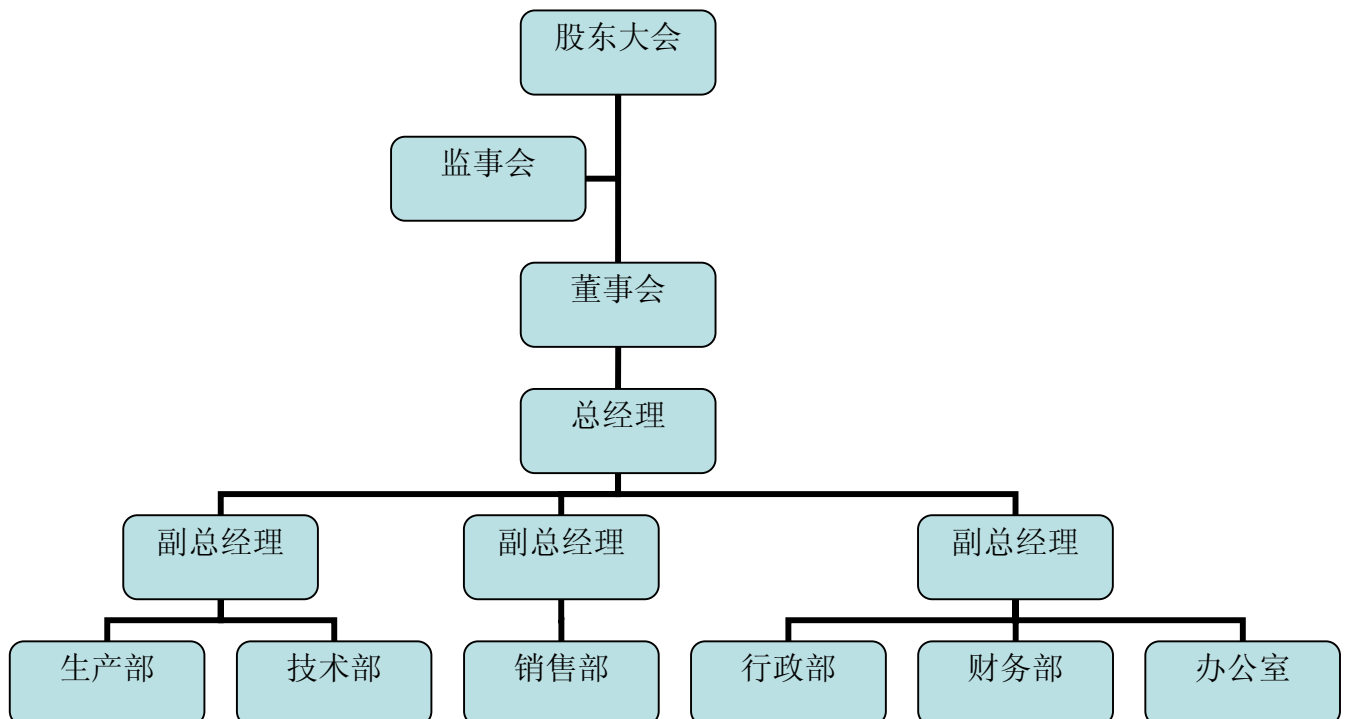 股东大会
监事会
董事会
总经理
副总经理
副总经理
副总经理
生产部
技术部
销售部
行政部
财务部
办公室